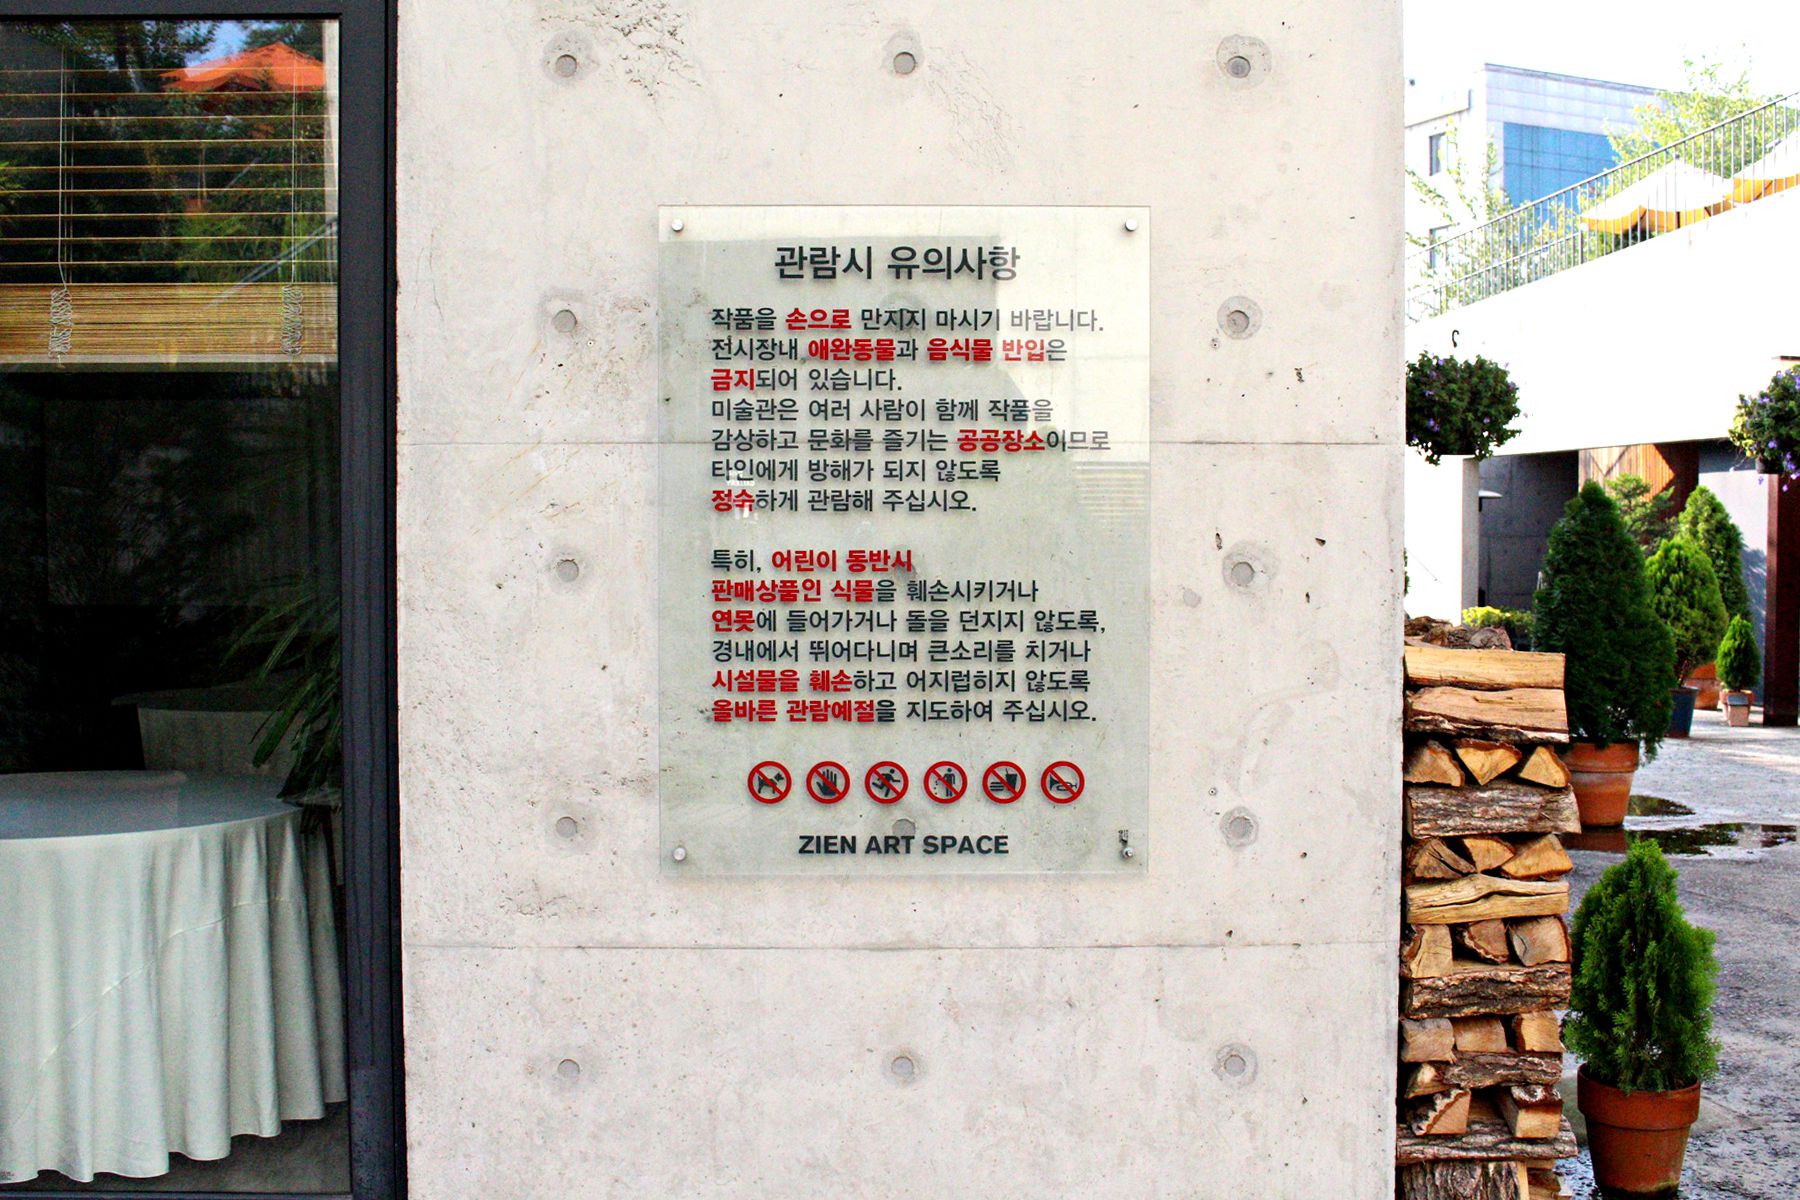 관람시 유의사항
작품을 손으로 만지지 마시기 바랍니다.
전시장내 애완동물과 음식물 반입은
금지되어 있습니다.
미술관은 여러 사람이 함께 작품을
감상하고 문화를 즐기는 공공장소이므로
타인에게 방해가 되지 않도록
정숙하게 관람해 주십시오.
특히, 어린이 동반시
판매상품인 식물을 훼손시키거나
연못에 들어가거나 돌을 던지지 않도록,
경내에서 뛰어다니며 큰소리를 치거나
시설물을 훼손하고 어지럽히지 않도록
올바른 관람예절을 지도하여 주십시오.
ZIEN ART SPACE